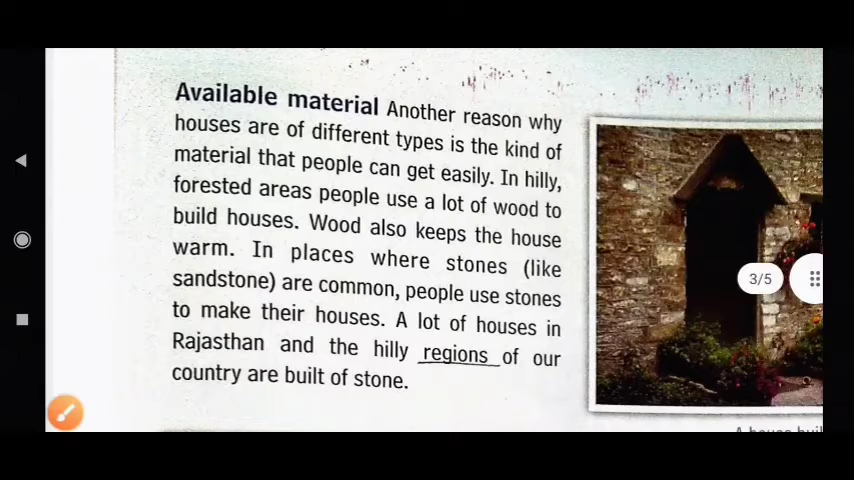 Available material Another reason why
houses are of different types is the kind of
material that people can get easily. In hilly,
forested areas people use a lot of wood to
build houses. Wood also keeps the house
warm. In places where stones (like
sandstone) are common, people use stones
to make their houses. A lot of houses in
Rajasthan and the hilly regions of our
country are built of stone.
3/5
A house